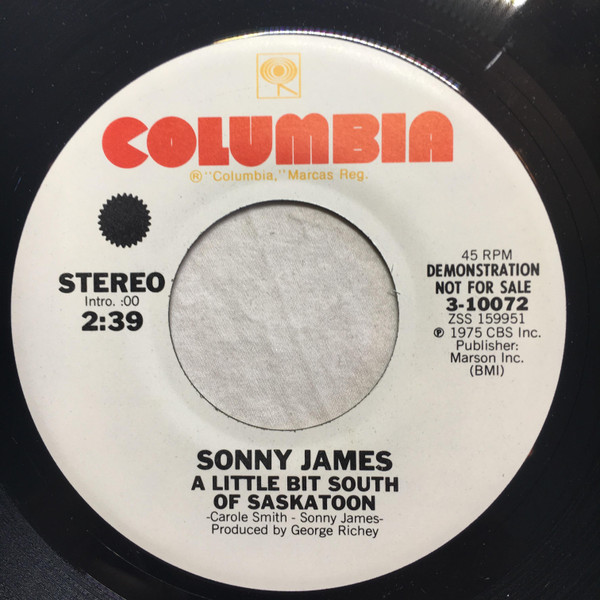 COLUMBIA
® "Columbia," Marcas Reg.
STEREO
Intro. :00
2:39
45 RPM
DEMONSTRATION
NOT FOR SALE
3-10072
ZSS 159951
℗ 1975 CBS Inc.
Publisher:
Marson Inc.
(BMI)
SONNY JAMES
A LITTLE BIT SOUTH
OF SASKATOON
-Carole Smith - Sonny James-
Produced by George Richey